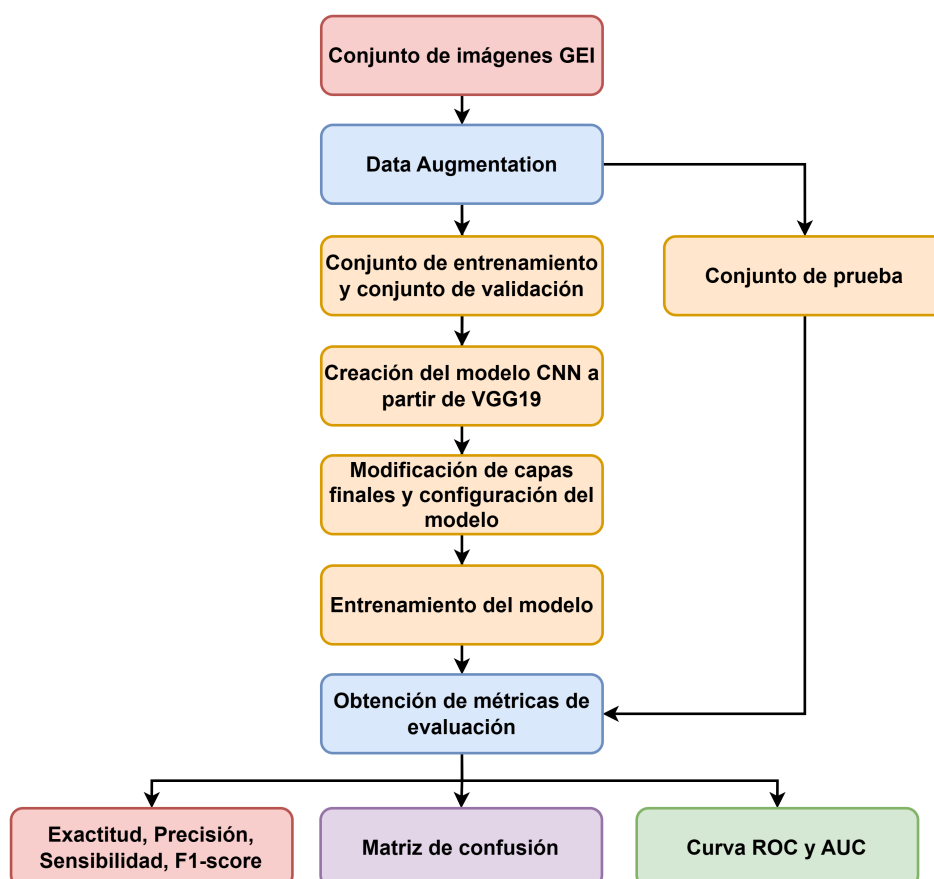 Conjunto de imágenes GEI
Data Augmentation
Conjunto de entrenamiento
y conjunto de validación
Conjunto de prueba
Creación del modelo CNN a
partir de VGG19
Modificación de capas
finales y configuración del
modelo
Entrenamiento del modelo
Obtención de métricas de
evaluación
Exactitud, Precisión,
Sensibilidad, F1-score
Matriz de confusión
Curva ROC y AUC